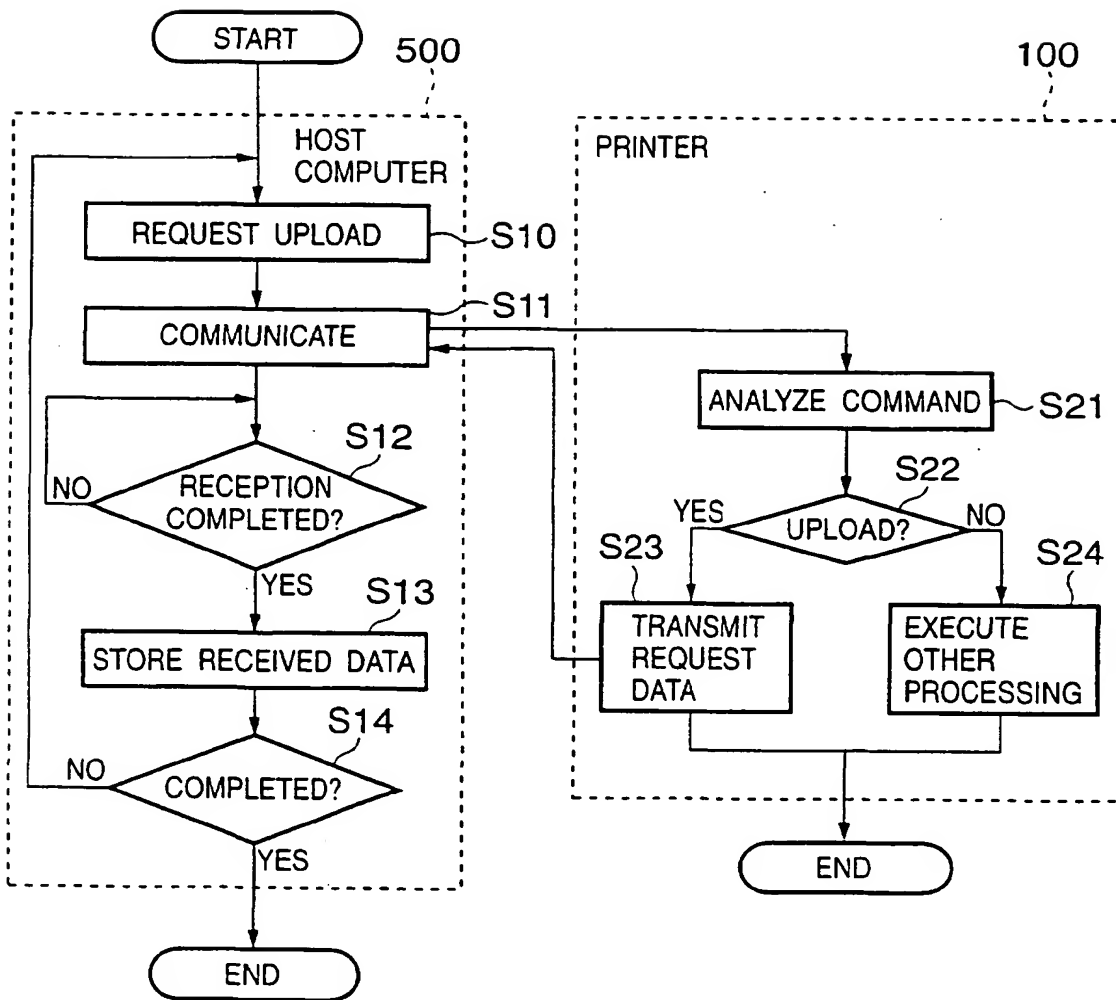 START
500
100
HOST
COMPUTER
PRINTER
REQUEST UPLOAD
S10
S11
COMMUNICATE
ANALYZE COMMAND
S21
S12
NO
RECEPTION
COMPLETED?
YES
S22
YES
UPLOAD?
NO
S23
S24
TRANSMIT
REQUEST
DATA
EXECUTE
OTHER
PROCESSING
S13
STORE RECEIVED DATA
S14
NO
COMPLETED?
YES
END
END